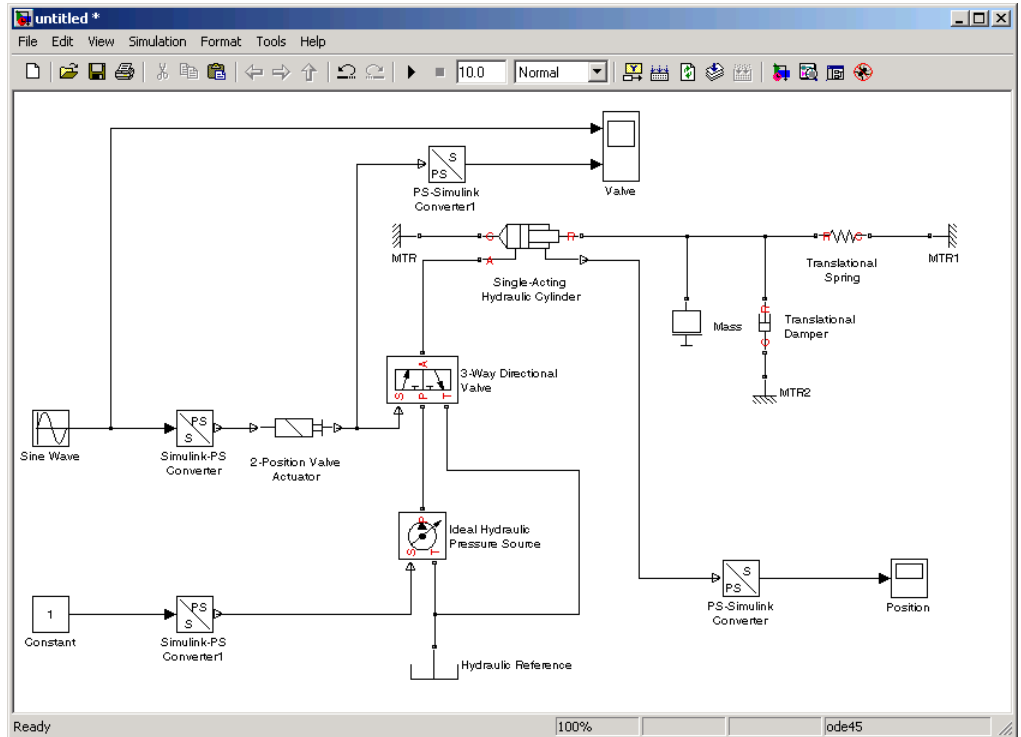 untitled *
File Edit View Simulation Format Tools Help
10.0 Normal
S
PS
PS-Simulink
Converter1
Valve
MTR
C
R
A
Single-Acting
Hydraulic Cylinder
R
C
Translational
Spring
MTR1
Mass
R
C
Translational
Damper
MTR2
A
S
P
T
3-Way Directional
Valve
Sine Wave
PS
S
Simulink-PS
Converter
2-Position Valve
Actuator
P
S
T
Ideal Hydraulic
Pressure Source
1
Constant
PS
S
Simulink-PS
Converter1
S
PS
PS-Simulink
Converter
Position
Hydraulic Reference
Ready 100% ode45